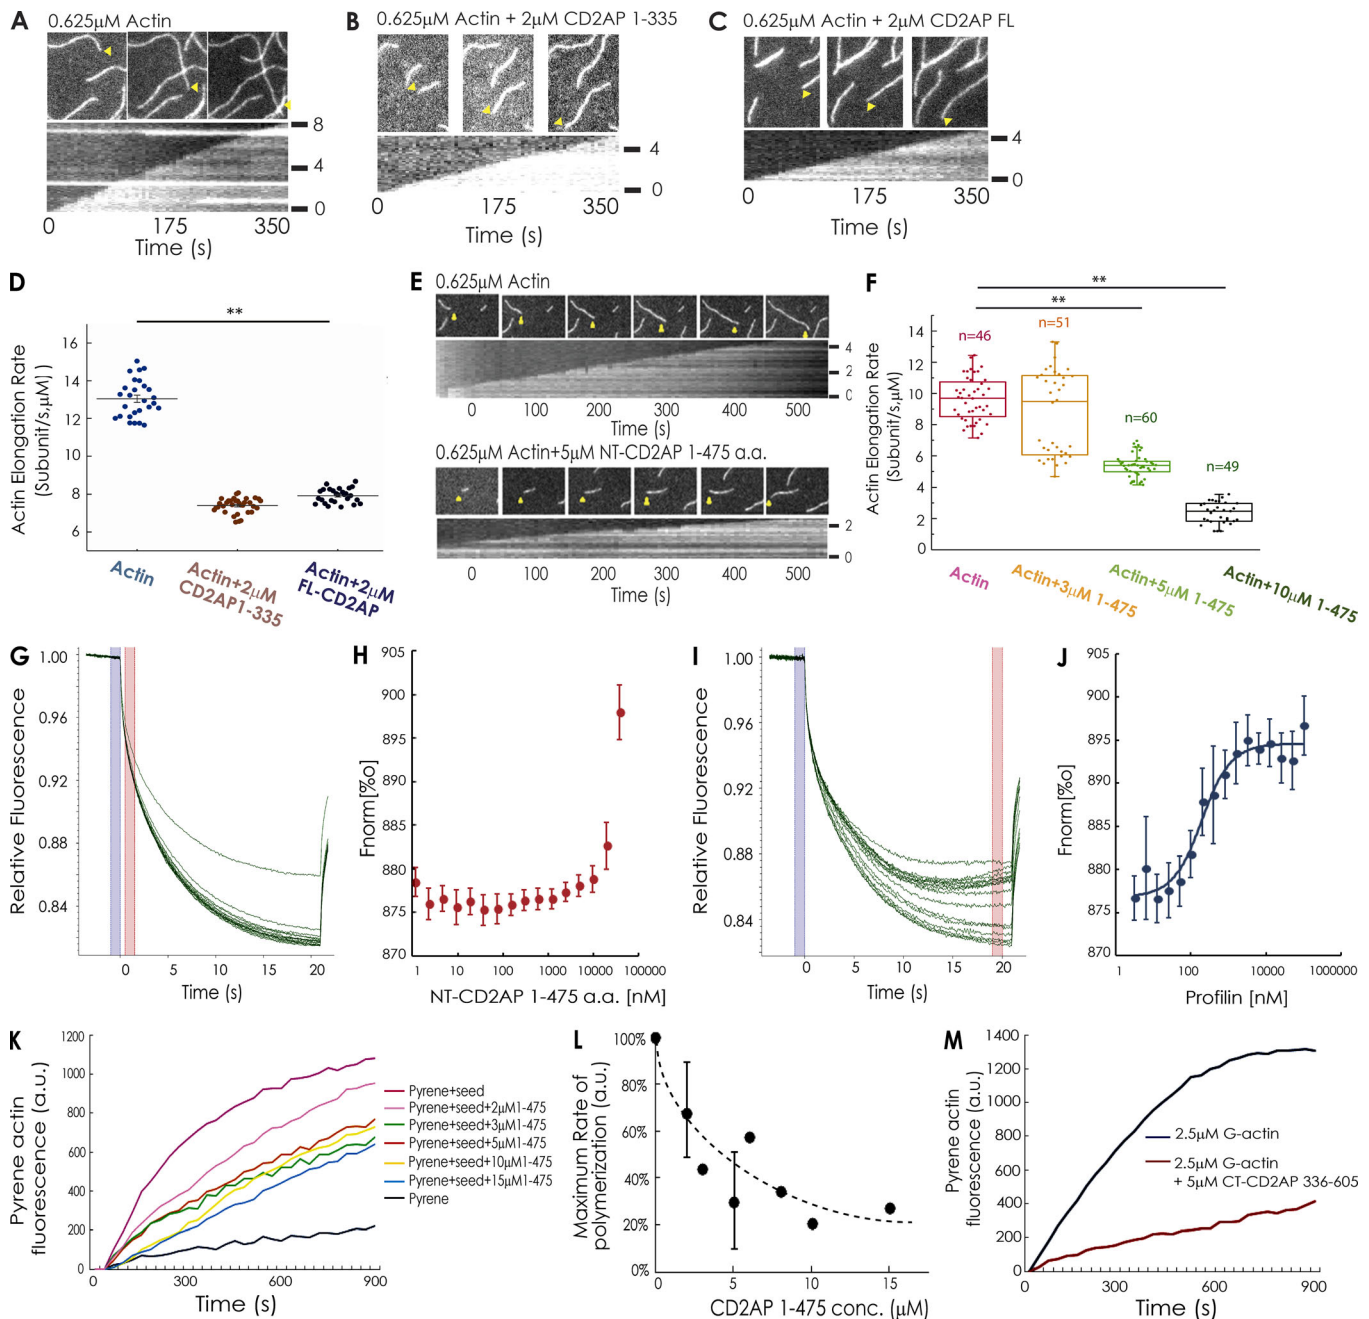 A
0.625μM Actin
8
4
0
0
175
350
Time (s)
B
0.625μM Actin + 2μM CD2AP 1-335
4
0
0
175
350
Time (s)
C
0.625μM Actin + 2μM CD2AP FL
4
0
0
175
350
Time (s)
D
**
Actin Elongation Rate
(Subunit/s,μM] )
16
14
12
10
8
6
Actin
Actin+2μM
CD2AP1-335
Actin+2μM
FL-CD2AP
E
0.625μM Actin
4
2
0
0 100 200 300 400 500
Time (s)
0.625μM Actin+5μM NT-CD2AP 1-475 a.a.
2
0
0 100 200 300 400 500
Time (s)
F
**
**
n=46
n=51
n=60
n=49
Actin Elongation Rate
(Subunit/s,μM)
14
12
10
8
6
4
2
0
Actin
Actin+3μM 1-475
Actin+5μM 1-475
Actin+10μM 1-475
G
Relative Fluorescence
1.00
0.96
0.92
0.88
0.84
0 5 10 15 20
Time (s)
H
Fnorm[%o]
905
900
895
890
885
880
875
870
1 10 100 1000 10000 100000
NT-CD2AP 1-475 a.a. [nM]
I
Relative Fluorescence
1.00
0.96
0.92
0.88
0.84
0 5 10 15 20
Time (s)
J
Fnorm[%o]
905
900
895
890
885
880
875
870
1 100 10000 1000000
Profilin [nM]
K
Pyrene actin
fluorescence (a.u.)
1200
1000
800
600
400
200
0
0 300 600 900
Time (s)
Pyrene+seed
Pyrene+seed+2μM1-475
Pyrene+seed+3μM1-475
Pyrene+seed+5μM1-475
Pyrene+seed+10μM1-475
Pyrene+seed+15μM1-475
Pyrene
L
Maximum Rate of
polymerization (a.u.)
100%
80%
60%
40%
20%
0%
0 5 10 15
CD2AP 1-475 conc. (μM)
M
Pyrene actin
fluorescence (a.u.)
1400
1200
1000
800
600
400
200
0
0 300 600 900
Time (s)
2.5μM G-actin
2.5μM G-actin
+ 5μM CT-CD2AP 336-605